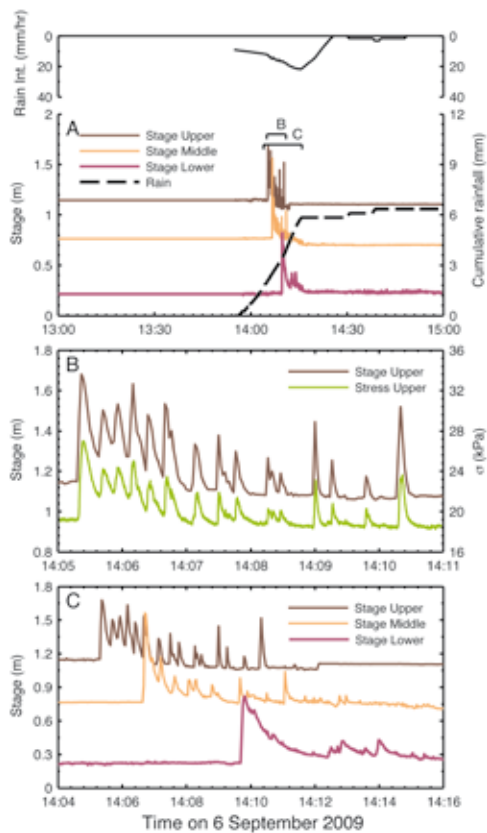 Rain Int. (mm/hr)
0
20
40
0
20
40
A
B
C
Stage Upper
Stage Middle
Stage Lower
Rain
Stage (m)
2
1.5
1
0.5
0
Cumulative rainfall (mm)
12
9
6
3
0
13:00 13:30 14:00 14:30 15:00
B
Stage Upper
Stress Upper
Stage (m)
1.8
1.6
1.4
1.2
1
0.8
σ (kPa)
36
32
28
24
20
16
14:05 14:06 14:07 14:08 14:09 14:10 14:11
C
Stage Upper
Stage Middle
Stage Lower
Stage (m)
1.8
1.5
1.2
0.9
0.6
0.3
0
14:04 14:06 14:08 14:10 14:12 14:14 14:16
Time on 6 September 2009